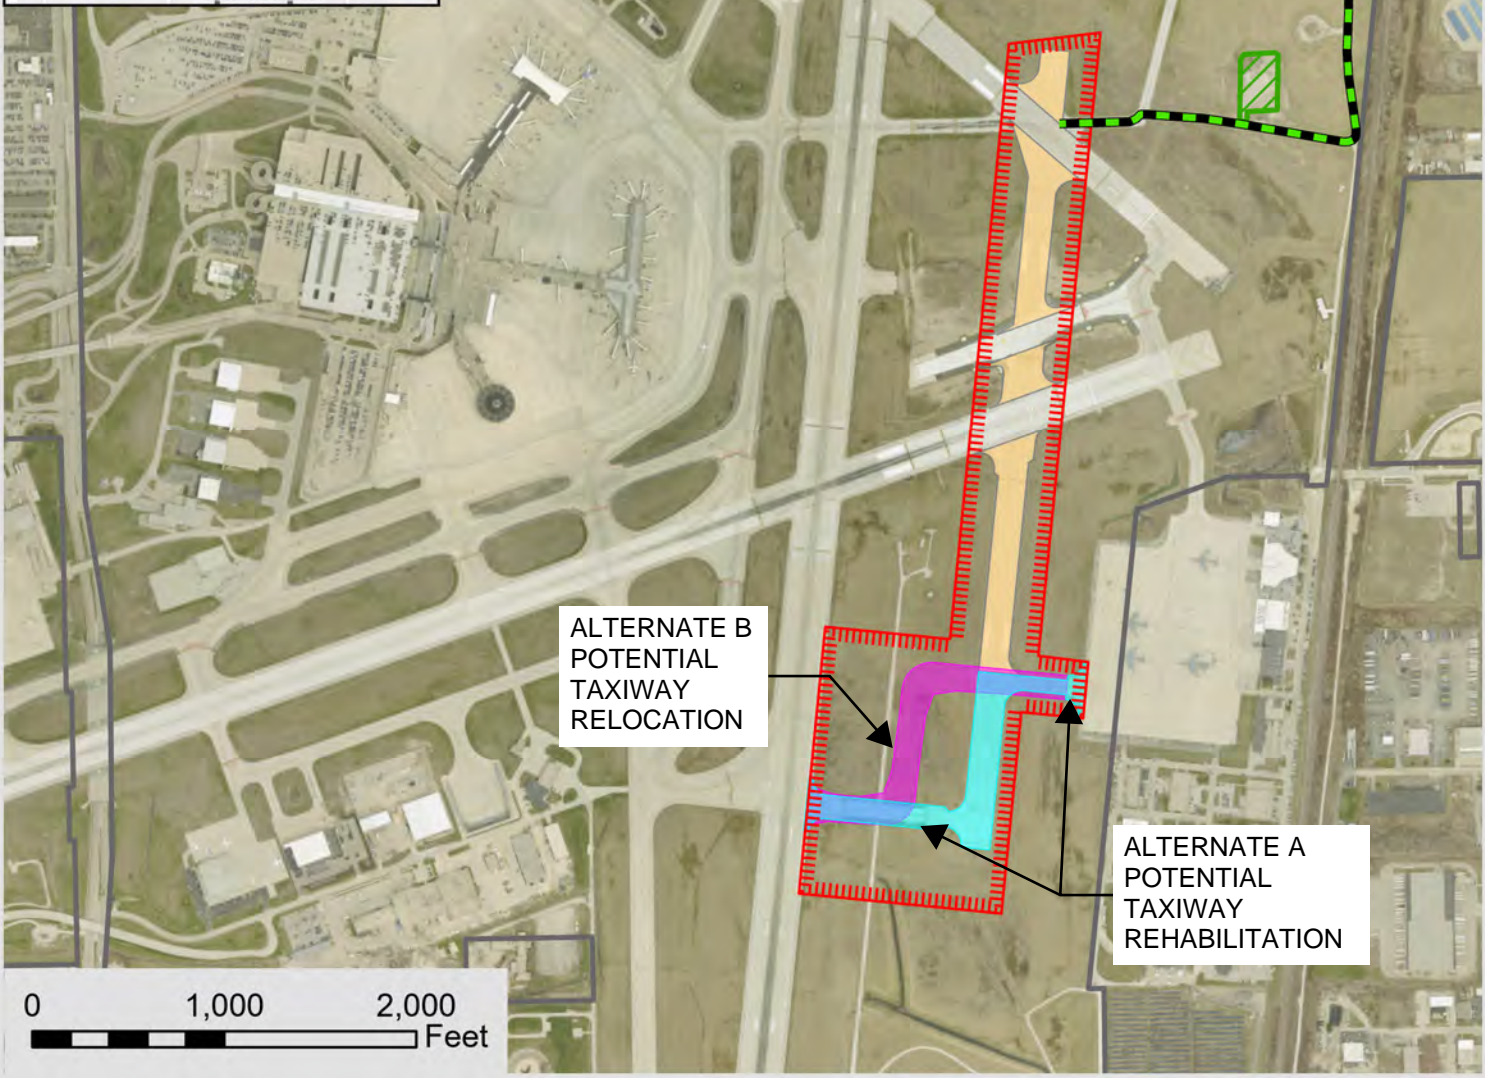 ALTERNATE B
POTENTIAL
TAXIWAY
RELOCATION
ALTERNATE A
POTENTIAL
TAXIWAY
REHABILITATION
0 1,000 2,000
Feet